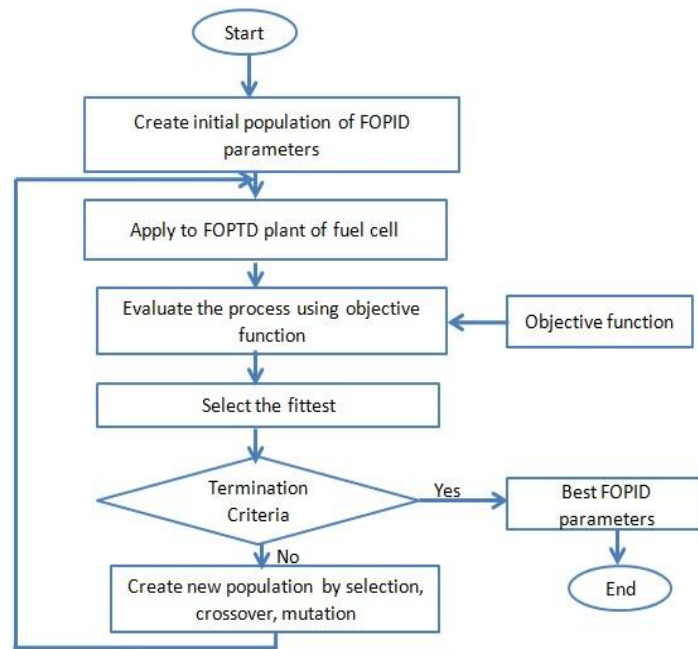 Start
Create initial population of FOPID
parameters
Apply to FOPTD plant of fuel cell
Evaluate the process using objective
function
Objective function
Select the fittest
Termination
Criteria
Yes
Best FOPID
parameters
No
Create new population by selection,
crossover, mutation
End